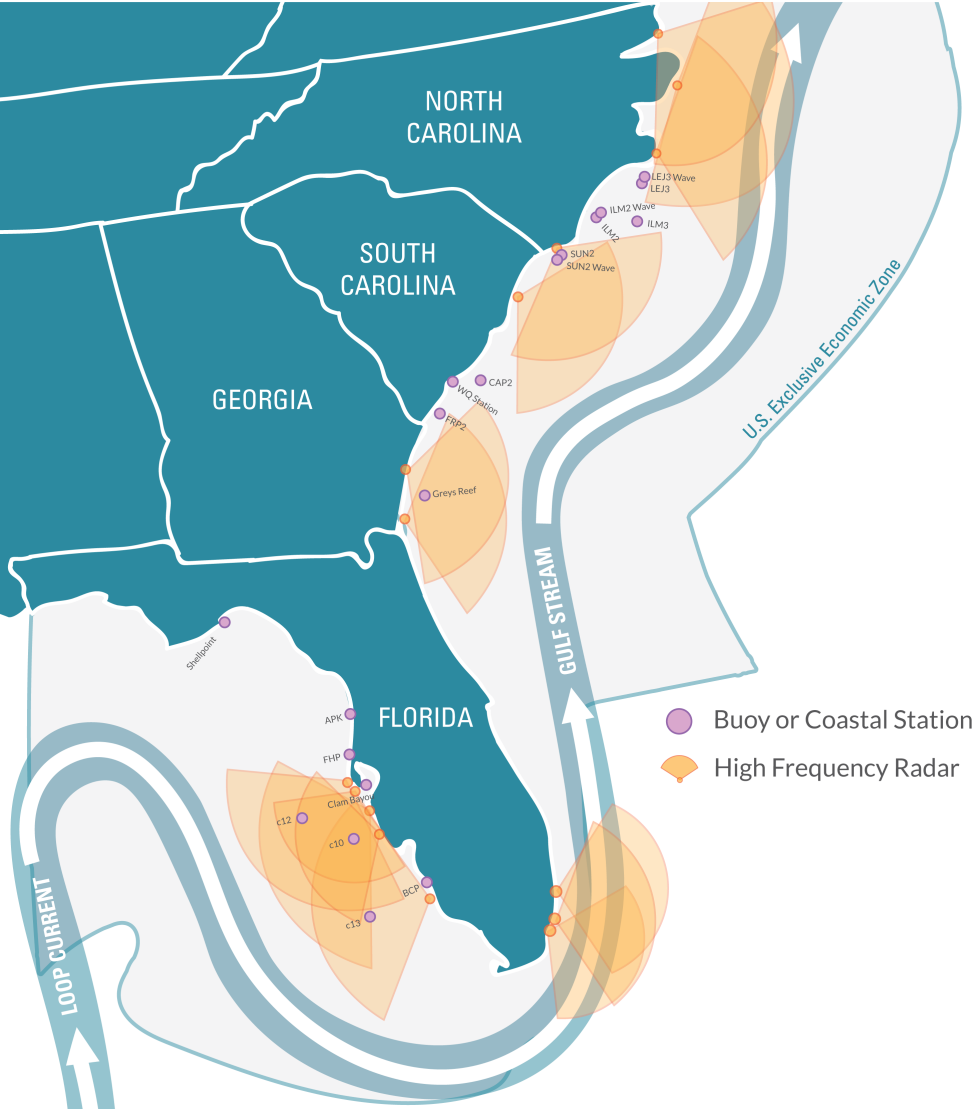 NORTH
CAROLINA
LEJ3 Wave
LEJ3
ILM2 Wave
ILM2
ILM3
SUN2
SUN2 Wave
SOUTH
CAROLINA
U.S. Exclusive Economic Zone
GEORGIA
CAP2
WQ Station
FRP2
Greys Reef
GULF STREAM
Shellpoint
APK
FLORIDA
FHP
Buoy or Coastal Station
High Frequency Radar
Clam Bayou
c12
c10
BCP
c13
LOOP CURRENT